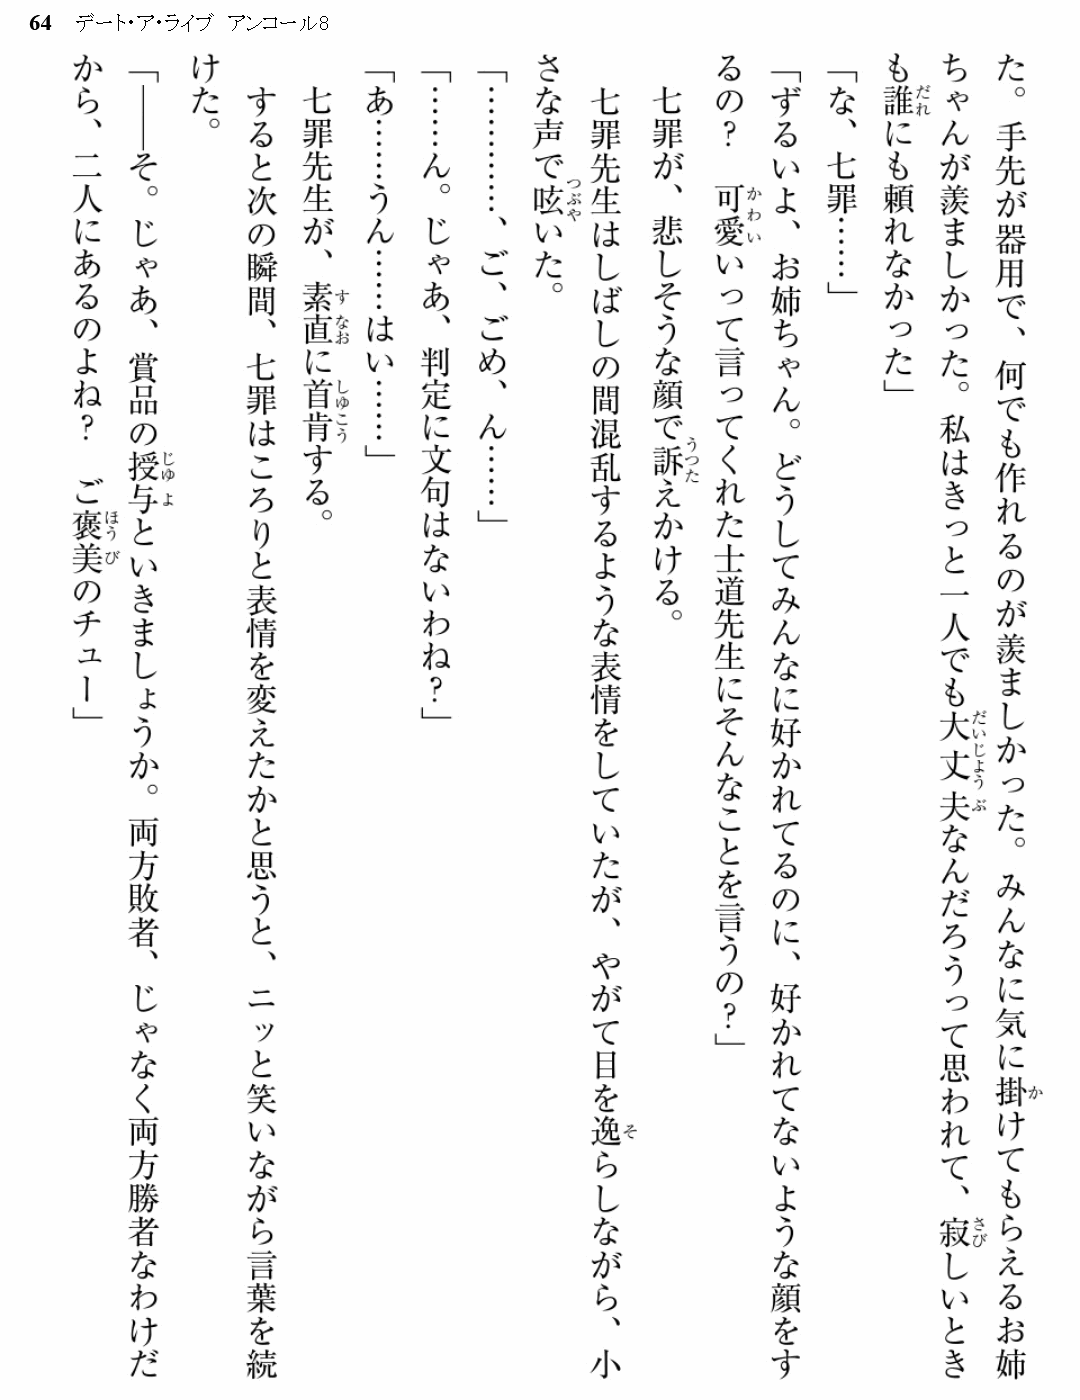 64 デート・ア・ライブ アンコール8
た。手先が器用で、何でも作れるのが羨ましかった。みんなに気に掛けてもらえるお姉
ちゃんが羨ましかった。私はきっと一人でも大丈夫なんだろうって思われて、寂しいとき
も誰にも頼れなかった」
「な、七罪……」
「ずるいよ、お姉ちゃん。どうしてみんなに好かれてるのに、好かれてないような顔をす
るの？ 可愛いって言ってくれた士道先生にそんなことを言うの？」
七罪が、悲しそうな顔で訴えかける。
七罪先生はしばしの間混乱するような表情をしていたが、やがて目を逸らしながら、小
さな声で呟いた。
「…………、ご、ごめ、ん……」
「……ん。じゃあ、判定に文句はないわね？」
「あ……うん……はい……」
七罪先生が、素直に首肯する。
すると次の瞬間、七罪はころりと表情を変えたかと思うと、ニッと笑いながら言葉を続
けた。
「――そ。じゃあ、賞品の授与といきましょうか。両方敗者、じゃなく両方勝者なわけだ
から、二人にあるのよね？ ご褒美のチュー」